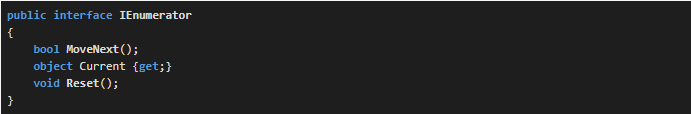 public interface IEnumerator
{
    bool MoveNext();
    object Current {get;}
    void Reset();
}